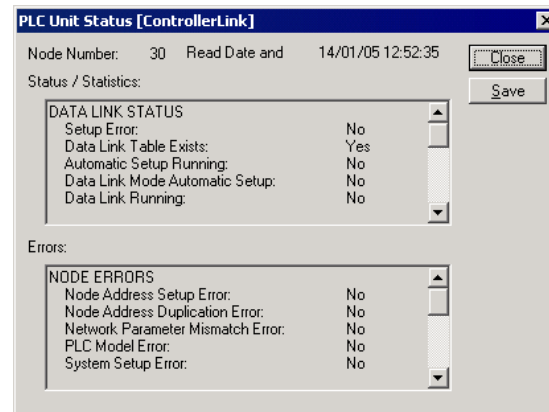 PLC Unit Status [ControllerLink]
Node Number: 30 Read Date and 14/01/05 12:52:35
Close
Status / Statistics:
Save
DATA LINK STATUS
Setup Error: No
Data Link Table Exists: Yes
Automatic Setup Running: No
Data Link Mode Automatic Setup: No
Data Link Running: No
Errors:
NODE ERRORS
Node Address Setup Error: No
Node Address Duplication Error: No
Network Parameter Mismatch Error: No
PLC Model Error: No
System Setup Error: No